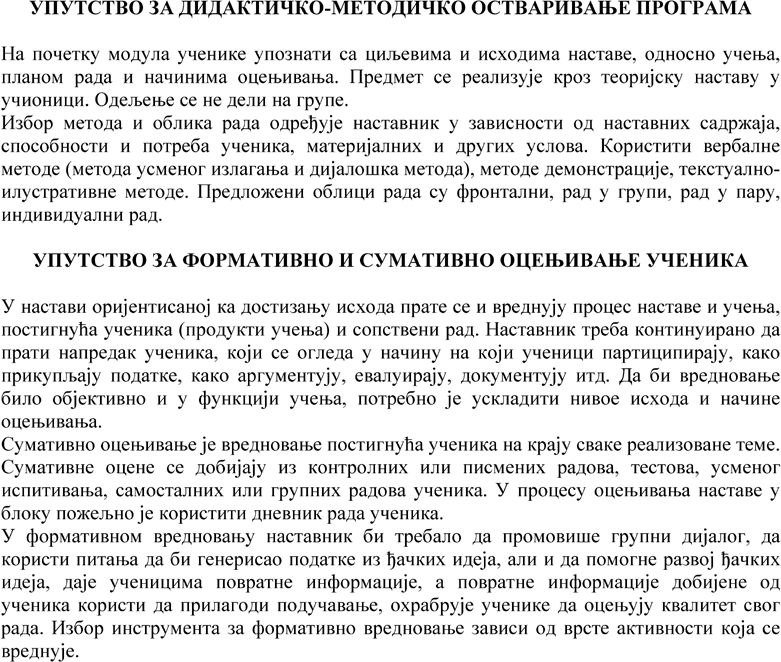 УПУТСТВО ЗА ДИДАКТИЧКО-МЕТОДИЧКО ОСТВАРИВАЊЕ ПРОГРАМА
На почетку модула ученике упознати са циљевима и исходима наставе, односно учења,
планом рада и начинима оцењивања. Предмет се реализује кроз теоријску наставу у
учионици. Одељење се не дели на групе.
Избор метода и облика рада одређује наставник у зависности од наставних садржаја,
способности и потреба ученика, материјалних и других услова. Користити вербалне
методе (метода усменог излагања и дијалошка метода), методе демонстрације, текстуално-
илустративне методе. Предложени облици рада су фронтални, рад у групи, рад у пару,
индивидуални рад.
УПУТСТВО ЗА ФОРМАТИВНО И СУМАТИВНО ОЦЕЊИВАЊЕ УЧЕНИКА
У настави оријентисаној ка достизању исхода прате се и вреднују процес наставе и учења,
постигнућа ученика (продукти учења) и сопствени рад. Наставник треба континуирано да
прати напредак ученика, који се огледа у начину на који ученици партиципирају, како
прикупљају податке, како аргументују, евалуирају, документују итд. Да би вредновање
било објективно и у функцији учења, потребно је ускладити нивое исхода и начине
оцењивања.
Сумативно оцењивање је вредновање постигнућа ученика на крају сваке реализоване теме.
Сумативне оцене се добијају из контролних или писмених радова, тестова, усменог
испитивања, самосталних или групних радова ученика. У процесу оцењивања наставе у
блоку пожељно је користити дневник рада ученика.
У формативном вредновању наставник би требало да промовише групни дијалог, да
користи питања да би генерисао податке из ђачких идеја, али и да помогне развој ђачких
идеја, даје ученицима повратне информације, а повратне информације добијене од
ученика користи да прилагоди подучавање, охрабрује ученике да оцењују квалитет свог
рада. Избор инструмента за формативно вредновање зависи од врсте активности која се
вреднује.